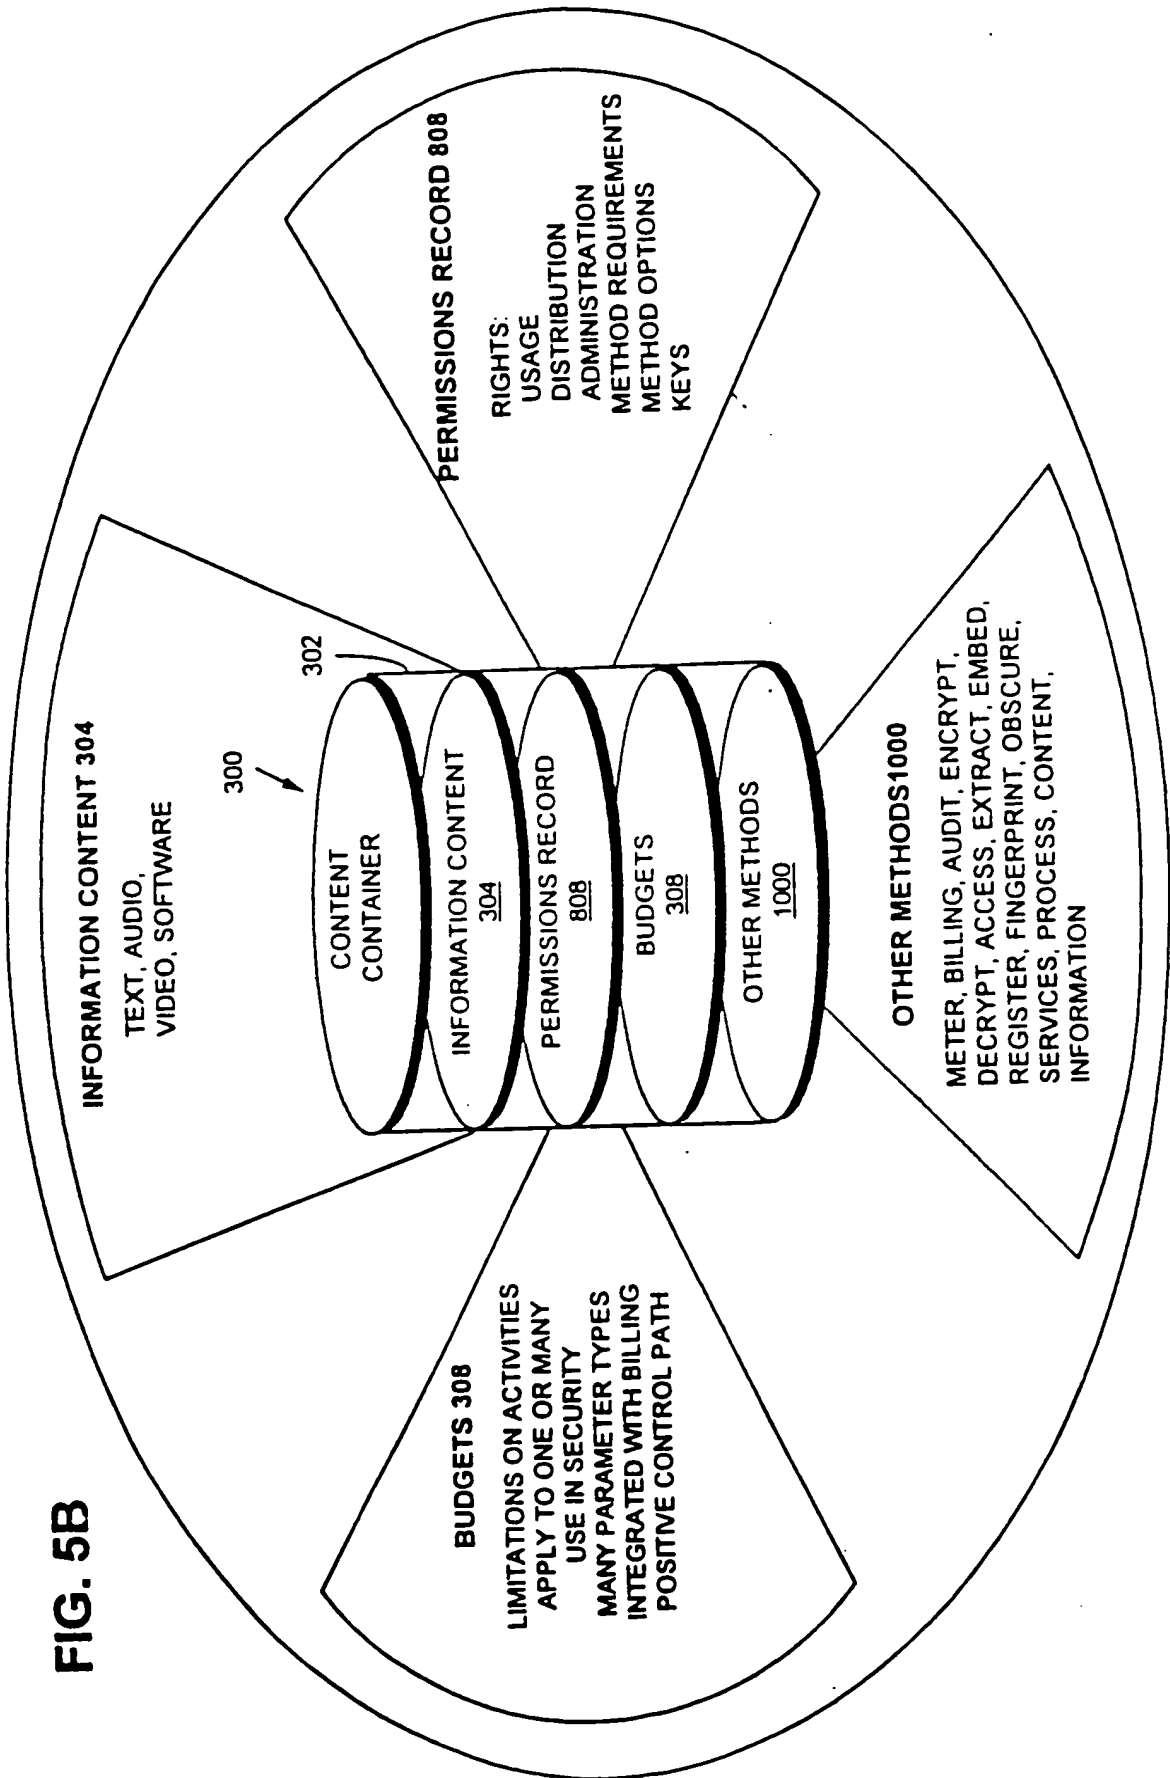 FIG. 5B
INFORMATION CONTENT 304
TEXT, AUDIO,
VIDEO, SOFTWARE
300
302
CONTENT
CONTAINER
INFORMATION CONTENT
304
PERMISSIONS RECORD
808
BUDGETS
308
OTHER METHODS
1000
BUDGETS 308
LIMITATIONS ON ACTIVITIES
APPLY TO ONE OR MANY
USE IN SECURITY
MANY PARAMETER TYPES
INTEGRATED WITH BILLING
POSITIVE CONTROL PATH
PERMISSIONS RECORD 808
RIGHTS:
USAGE
DISTRIBUTION
ADMINISTRATION
METHOD REQUIREMENTS
METHOD OPTIONS
KEYS
OTHER METHODS1000
METER, BILLING, AUDIT, ENCRYPT,
DECRYPT, ACCESS, EXTRACT, EMBED,
REGISTER, FINGERPRINT, OBSCURE,
SERVICES, PROCESS, CONTENT,
INFORMATION